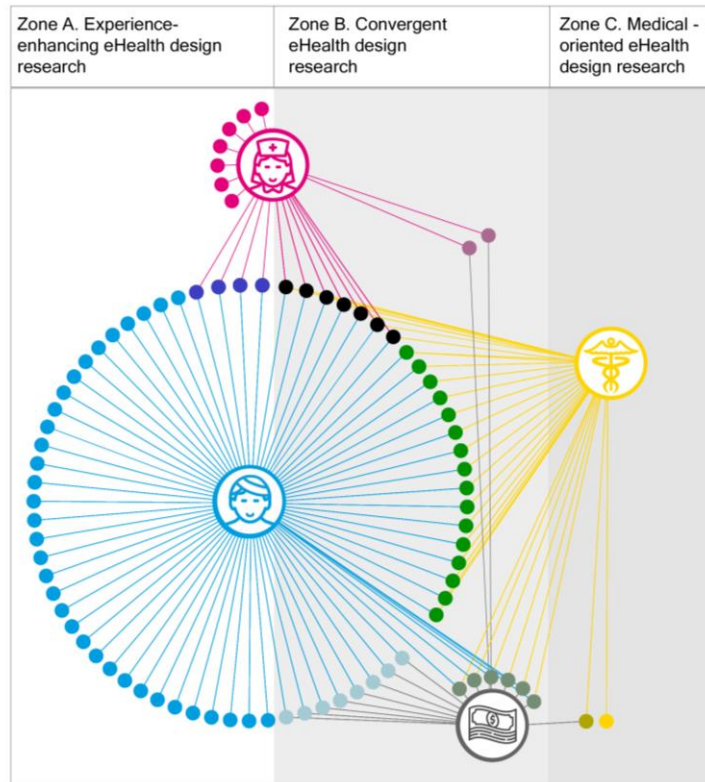 Zone A. Experience-
enhancing eHealth design
research
Zone B. Convergent
eHealth design
research
Zone C. Medical -
oriented eHealth
design research
$